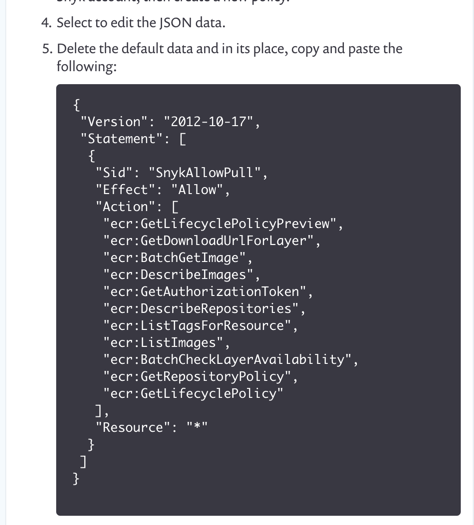 4. Select to edit the JSON data.
5. Delete the default data and in its place, copy and paste the
following:
{
"Version": "2012-10-17",
"Statement": [
{
"Sid": "SnykAllowPull",
"Effect": "Allow",
"Action": [
"ecr:GetLifecyclePolicyPreview",
"ecr:GetDownloadUrlForLayer",
"ecr:BatchGetImage",
"ecr:DescribeImages",
"ecr:GetAuthorizationToken",
"ecr:DescribeRepositories",
"ecr:ListTagsForResource",
"ecr:ListImages",
"ecr:BatchCheckLayerAvailability",
"ecr:GetRepositoryPolicy",
"ecr:GetLifecyclePolicy"
],
"Resource": "*"
}
]
}